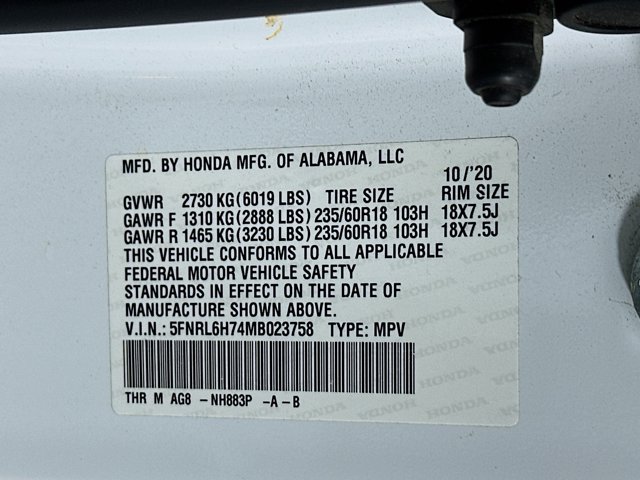 MFD. BY HONDA MFG. OF ALABAMA, LLC
10/'20
GVWR 2730 KG(6019 LBS) TIRE SIZE RIM SIZE
GAWR F 1310 KG(2888 LBS) 235/60R18 103H 18X7.5J
GAWR R 1465 KG(3230 LBS) 235/60R18 103H 18X7.5J
THIS VEHICLE CONFORMS TO ALL APPLICABLE
FEDERAL MOTOR VEHICLE SAFETY
STANDARDS IN EFFECT ON THE DATE OF
MANUFACTURE SHOWN ABOVE.
V.I.N.: 5FNRL6H74MB023758 TYPE: MPV
THR M AG8 -NH883P -A-B